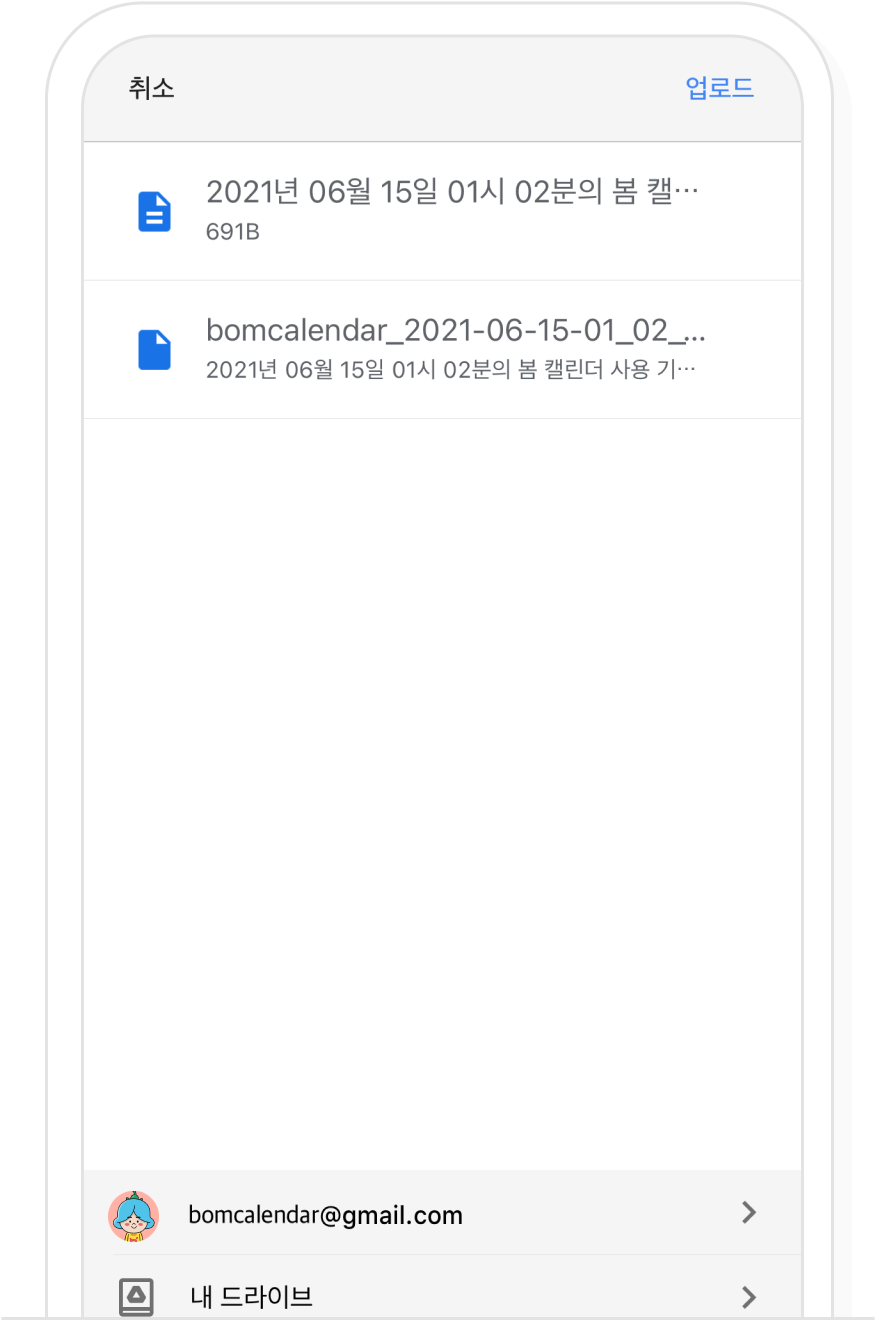 취소
업로드
2021년 06월 15일 01시 02분의 봄 캘…
691B
bomcalendar_2021-06-15-01_02_...
2021년 06월 15일 01시 02분의 봄 캘린더 사용 기…
bomcalendar@gmail.com
내 드라이브